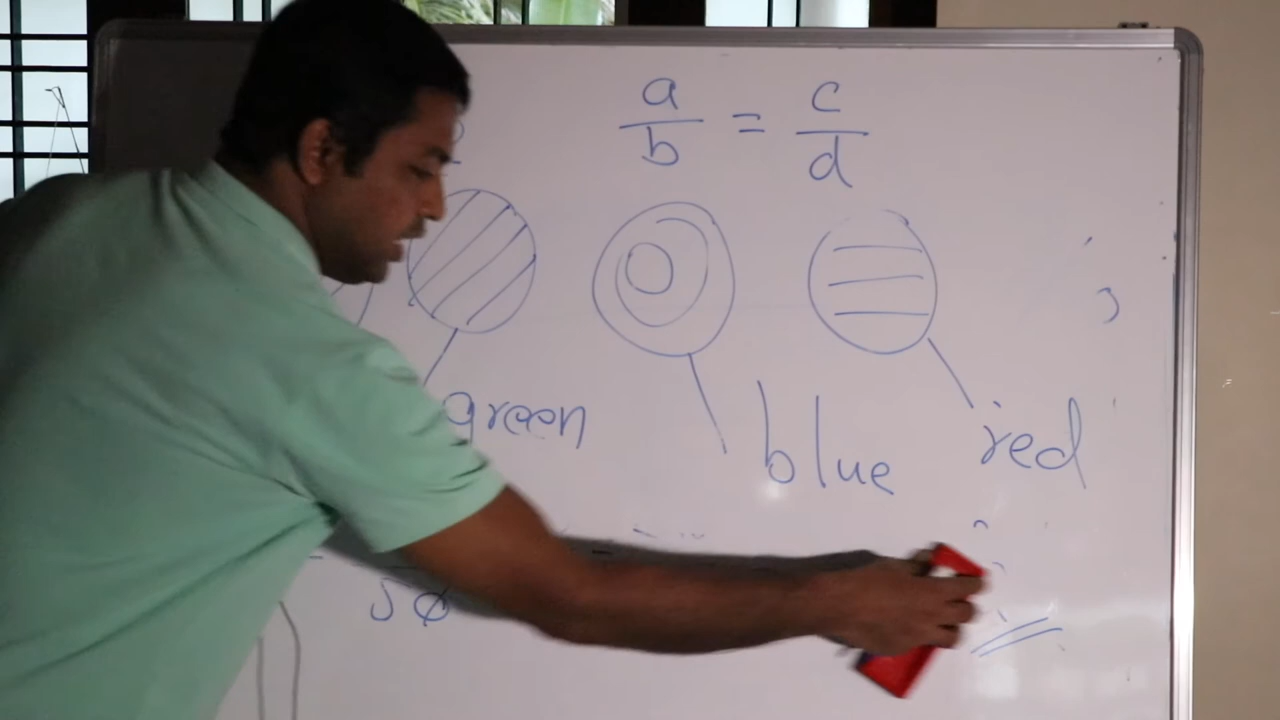 a/b = c/d
green
blue
red